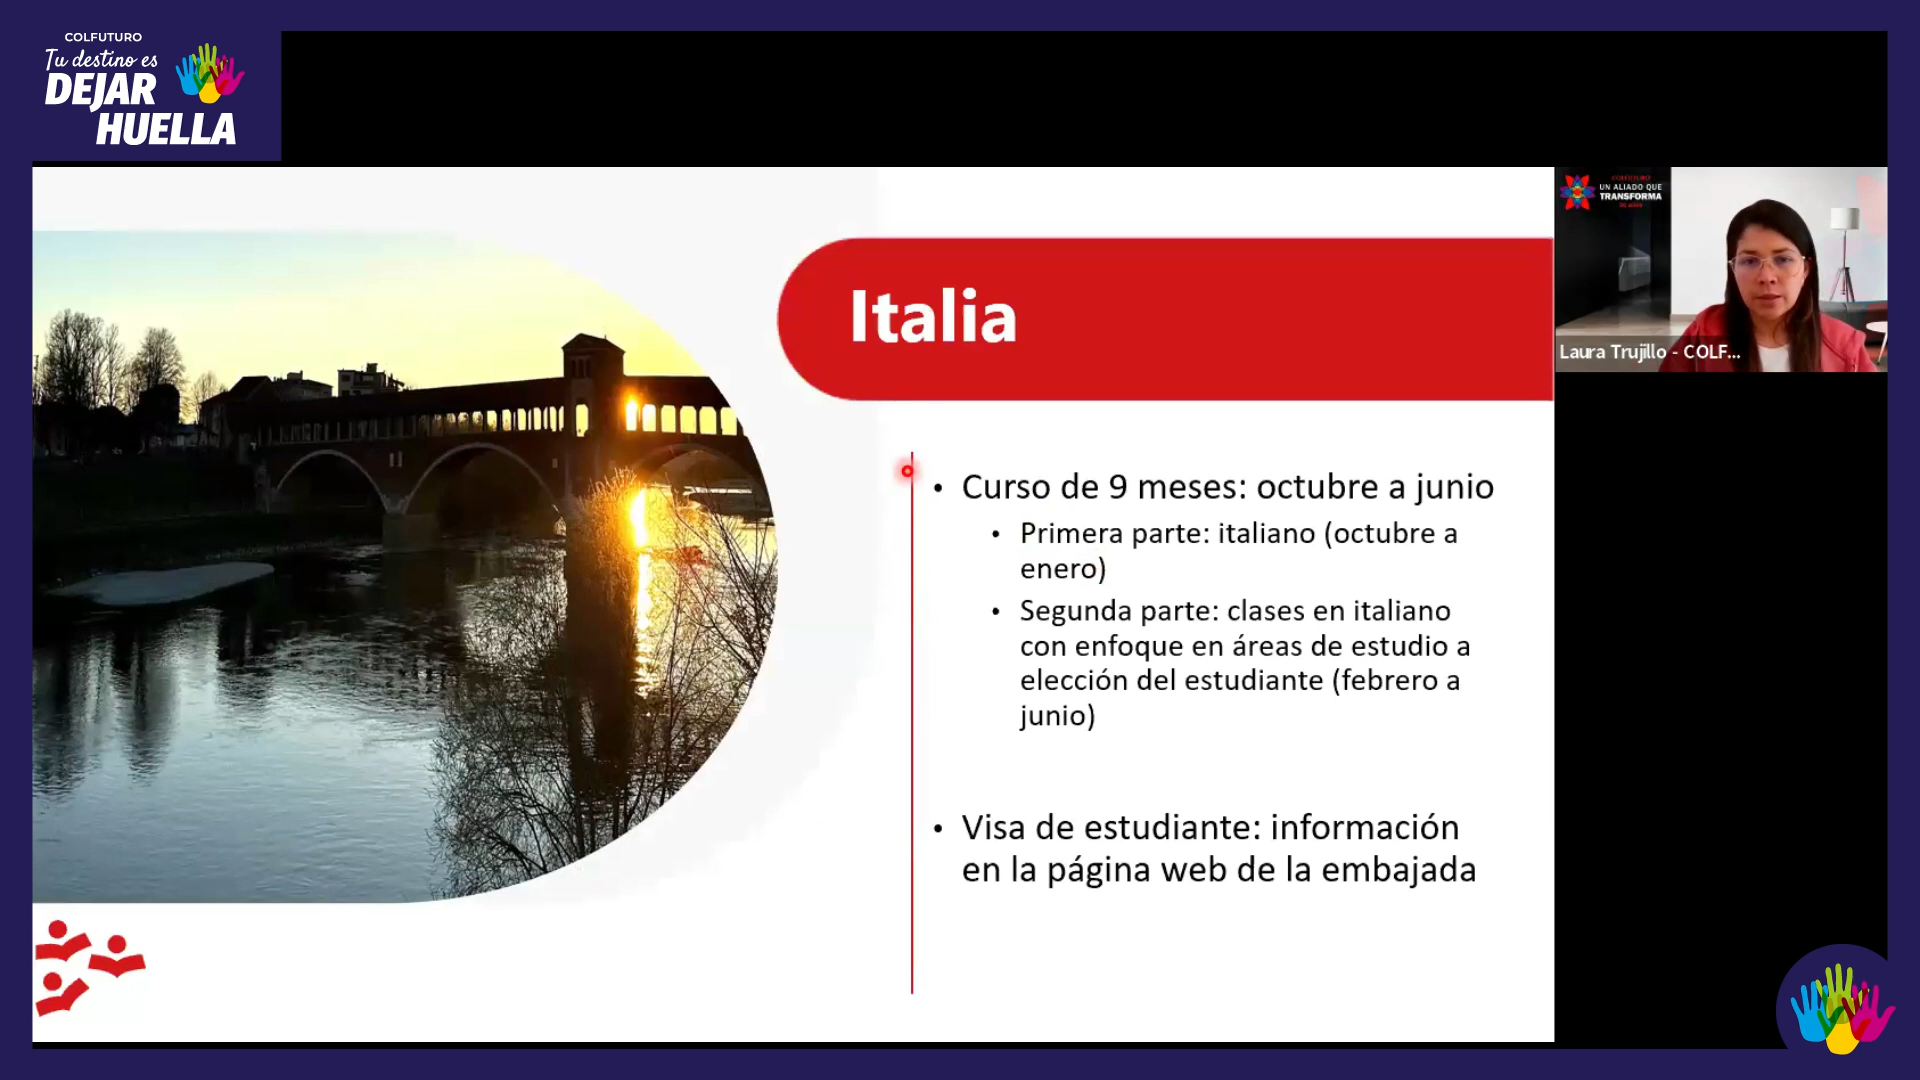 COLFUTURO
Tu destino es
DEJAR
HUELLA
UN ALIADO QUE
TRANSFORMA
Laura Trujillo - COLF...
Italia
• Curso de 9 meses: octubre a junio
• Primera parte: italiano (octubre a
enero)
• Segunda parte: clases en italiano
con enfoque en áreas de estudio a
elección del estudiante (febrero a
junio)
• Visa de estudiante: información
en la página web de la embajada